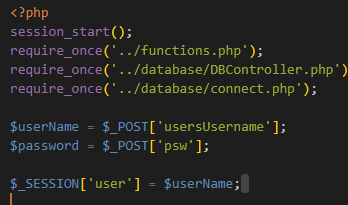 <?php
session_start();
require_once('../functions.php');
require_once('../database/DBController.php')
require_once('../database/connect.php');
$userName = $_POST['usersUsername'];
$password = $_POST['psw'];
$_SESSION['user'] = $userName;